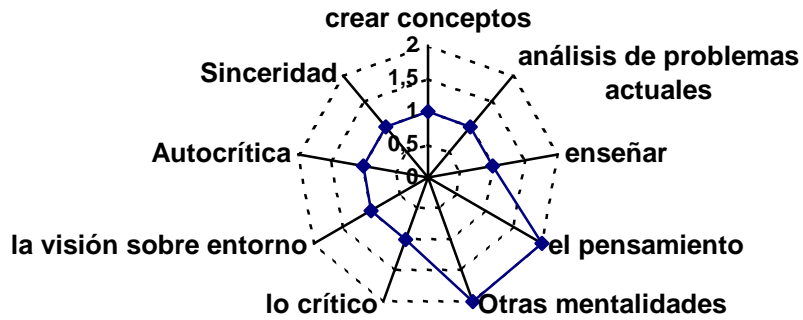 crear conceptos
2
análisis de problemas
actuales
1,5
Sinceridad
1
0,5
Autocrítica
enseñar
0
la visión sobre entorno
el pensamiento
lo crítico
Otras mentalidades